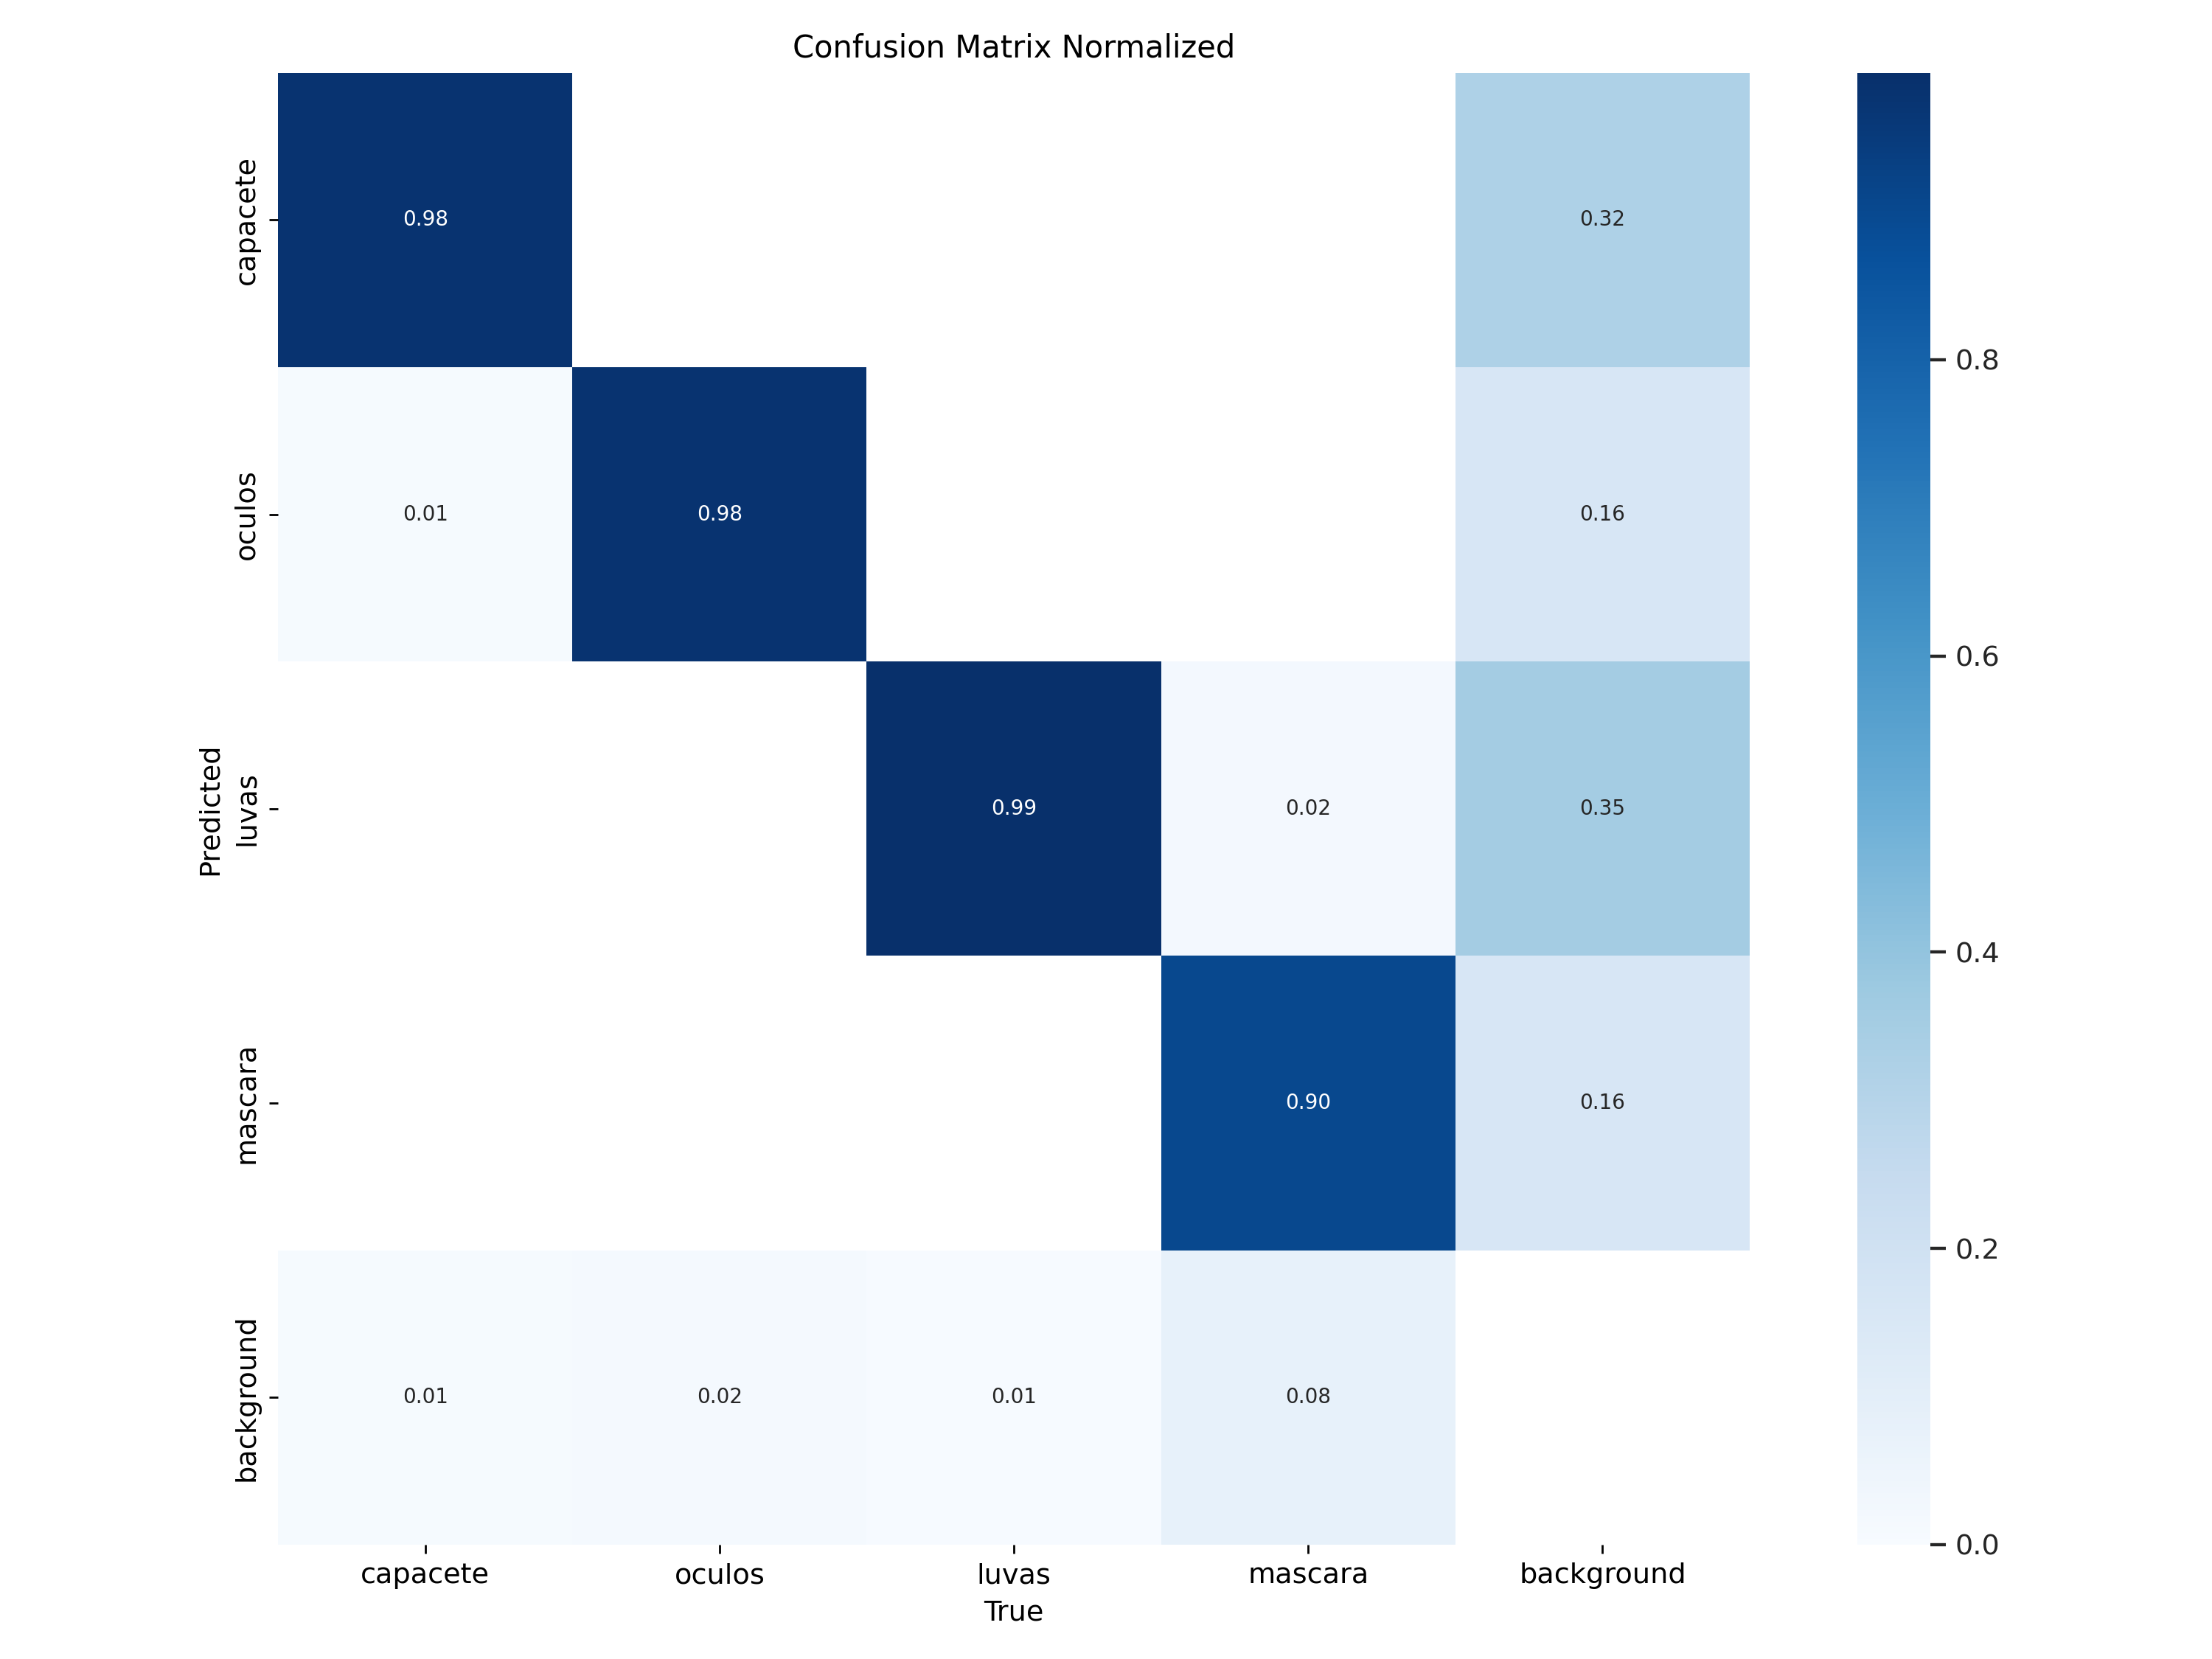 Confusion Matrix Normalized
capacete
0.98
0.32
0.8
oculos
0.01
0.98
0.16
0.6
Predicted
luvas
0.99
0.02
0.35
0.4
mascara
0.90
0.16
0.2
background
0.01
0.02
0.01
0.08
0.0
capacete
oculos
luvas
mascara
background
True